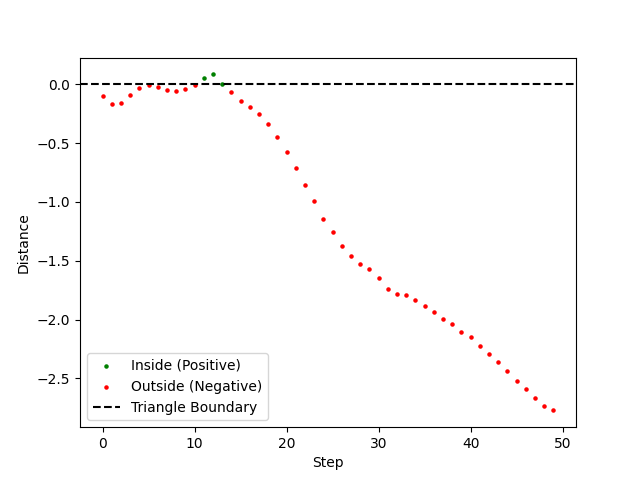 0.0
−0.5
−1.0
−1.5
−2.0
−2.5
Distance
Inside (Positive)
Outside (Negative)
Triangle Boundary
0 10 20 30 40 50
Step